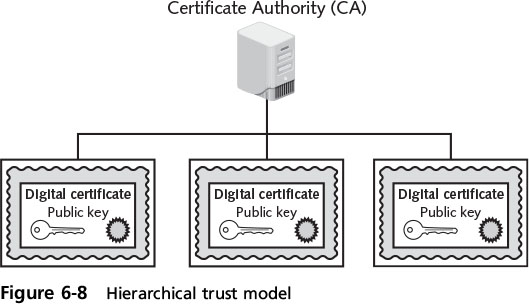 Certificate Authority (CA)
Digital certificate
Public key
Digital certificate
Public key
Digital certificate
Public key
Figure 6-8 Hierarchical trust model